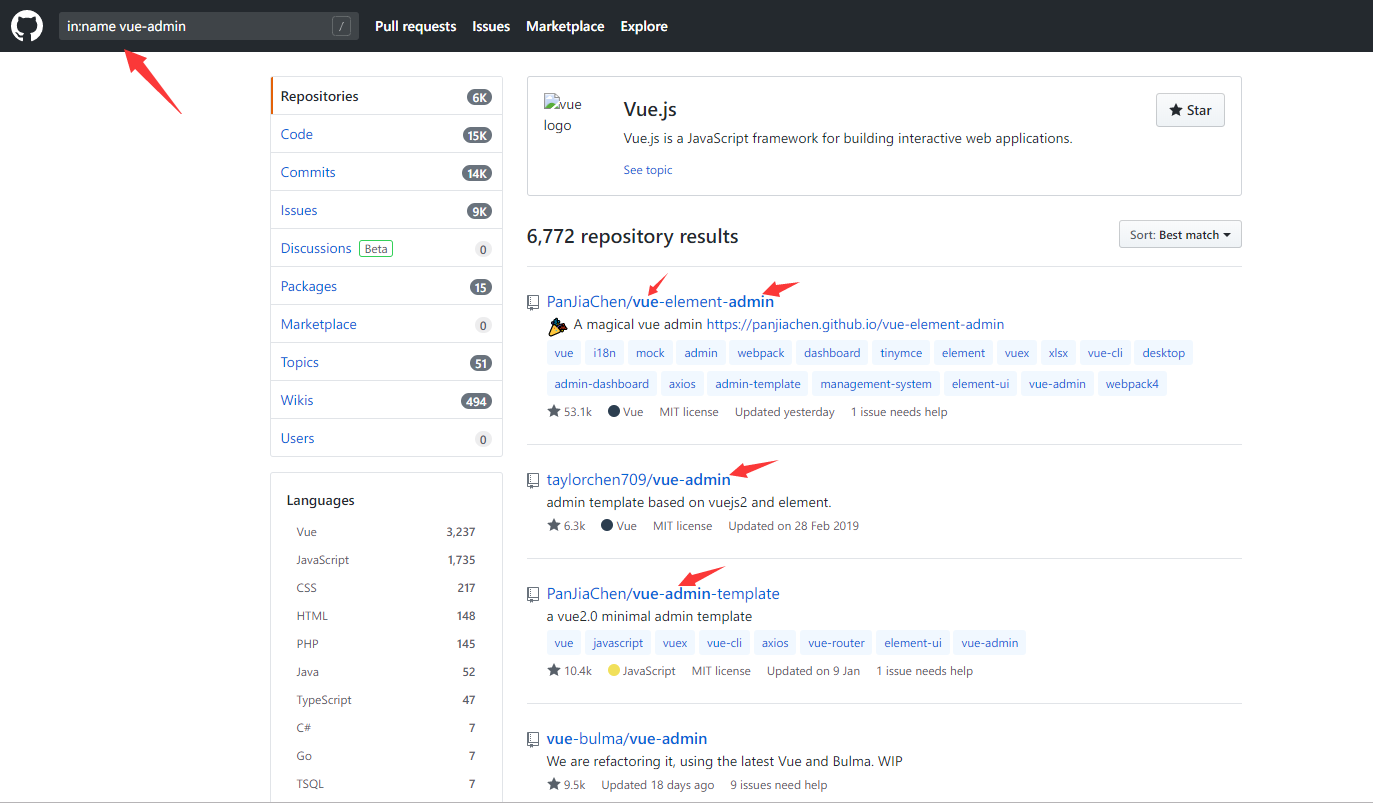 in:name vue-admin / Pull requests Issues Marketplace Explore
Repositories 6K
Code 15K
Commits 14K
Issues 9K
Discussions Beta 0
Packages 15
Marketplace 0
Topics 51
Wikis 494
Users 0
Languages
Vue 3,237
JavaScript 1,735
CSS 217
HTML 148
PHP 145
Java 52
TypeScript 47
C# 7
Go 7
TSQL 7
vue logo
Vue.js
Star
Vue.js is a JavaScript framework for building interactive web applications.
See topic
6,772 repository results
Sort: Best match
PanJiaChen/vue-element-admin
A magical vue admin https://panjiachen.github.io/vue-element-admin
vue i18n mock admin webpack dashboard tinymce element vuex xlsx vue-cli desktop
admin-dashboard axios admin-template management-system element-ui vue-admin webpack4
53.1k Vue MIT license Updated yesterday 1 issue needs help
taylorchen709/vue-admin
admin template based on vuejs2 and element.
6.3k Vue MIT license Updated on 28 Feb 2019
PanJiaChen/vue-admin-template
a vue2.0 minimal admin template
vue javascript vuex vue-cli axios vue-router element-ui vue-admin
10.4k JavaScript MIT license Updated on 9 Jan 1 issue needs help
vue-bulma/vue-admin
We are refactoring it, using the latest Vue and Bulma. WIP
9.5k Updated 18 days ago 9 issues need help